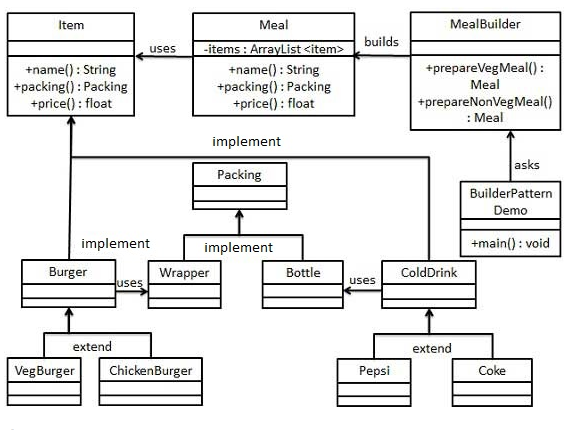 Item
+name() : String
+packing() : Packing
+price() : float
uses
Meal
-items : ArrayList <item>
+name() : String
+packing() : Packing
+price() : float
builds
MealBuilder
+prepareVegMeal() :
Meal
+prepareNonVegMeal()
: Meal
asks
BuilderPattern
Demo
+main() : void
implement
Packing
implement
implement
Burger
uses
Wrapper
Bottle
uses
ColdDrink
extend
extend
VegBurger
ChickenBurger
Pepsi
Coke